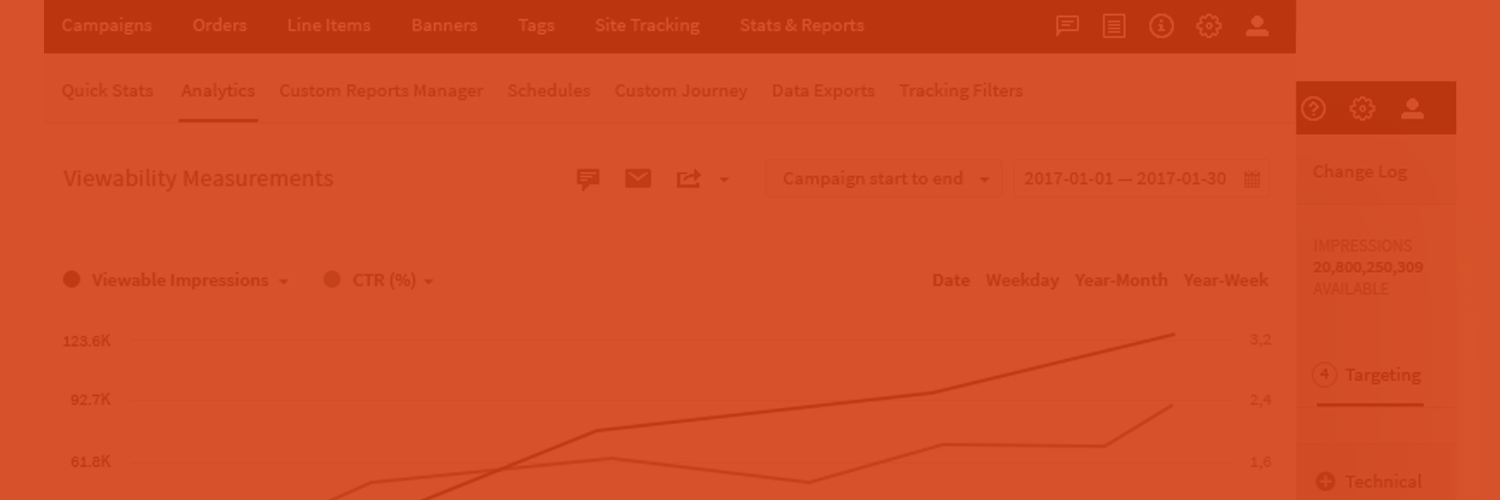 Campaigns Orders Line Items Banners Tags Site Tracking Stats & Reports
Quick Stats Analytics Custom Reports Manager Schedules Custom Journey Data Exports Tracking Filters
Viewability Measurements Campaign start to end 2017-01-01 — 2017-01-30
Viewable Impressions CTR (%) Date Weekday Year-Month Year-Week
123.6K 3,2
92.7K 2,4
61.8K 1,6
Change Log
IMPRESSIONS
20,800,250,309
AVAILABLE
4 Targeting
Technical